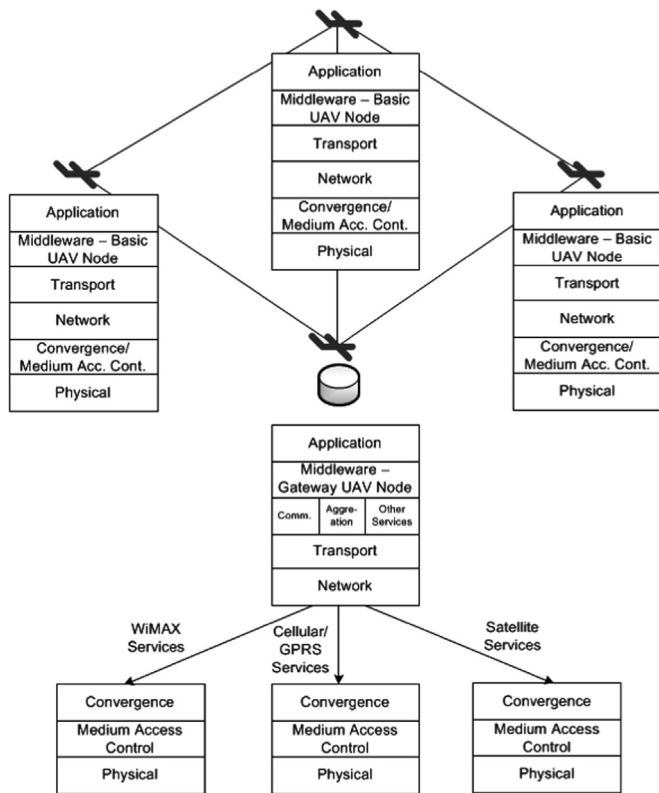 Application
Middleware – Basic
UAV Node
Transport
Network
Convergence/
Medium Acc. Cont.
Physical
Application
Middleware – Basic
UAV Node
Transport
Network
Convergence/
Medium Acc. Cont.
Physical
Application
Middleware – Basic
UAV Node
Transport
Network
Convergence/
Medium Acc. Cont.
Physical
Application
Middleware –
Gateway UAV Node
Comm.
Aggre-
ation
Other
Services
Transport
Network
WiMAX
Services
Cellular/
GPRS
Services
Satellite
Services
Convergence
Medium Access
Control
Physical
Convergence
Medium Access
Control
Physical
Convergence
Medium Access
Control
Physical